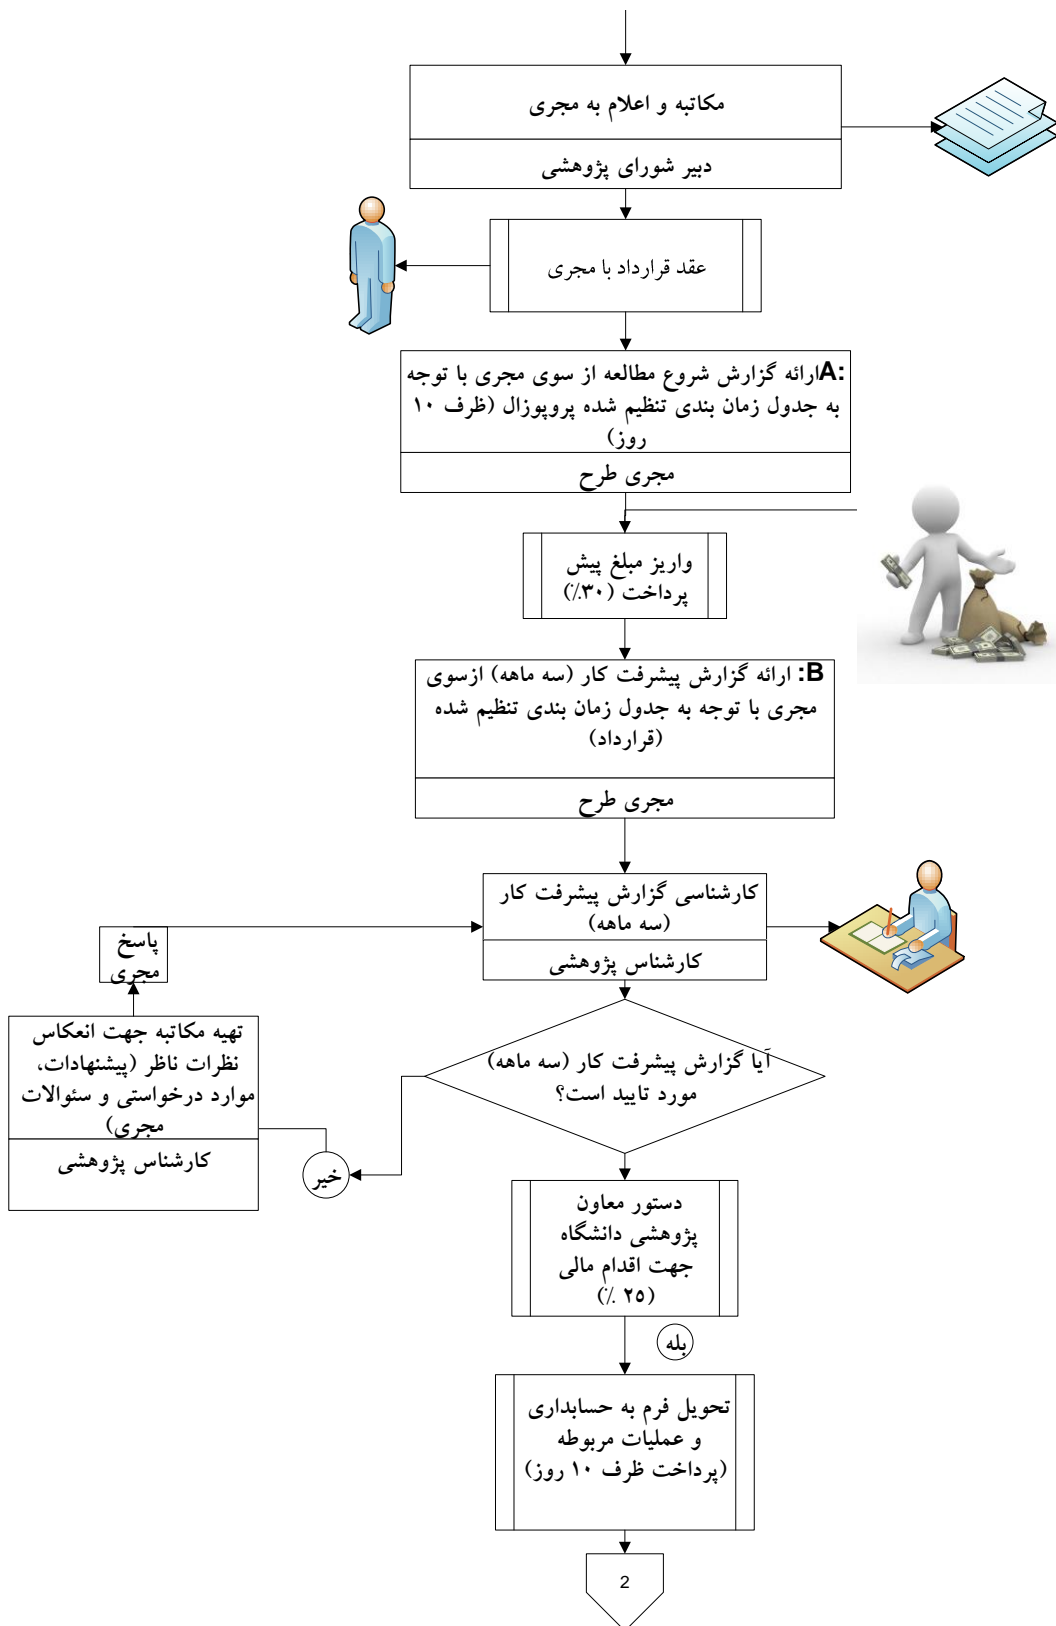 مکاتبه و اعلام به مجری
دبیر شورای پژوهشی
عقد قرارداد با مجری
A: ارائه گزارش شروع مطالعه از سوی مجری با توجه
به جدول زمان بندی تنظیم شده پروپوزال (ظرف ۱۰
روز)
مجری طرح
واریز مبلغ پیش
پرداخت (۳۰٪)
B: ارائه گزارش پیشرفت کار (سه ماهه) ازسوی
مجری با توجه به جدول زمان بندی تنظیم شده
(قرارداد)
مجری طرح
کارشناسی گزارش پیشرفت کار
(سه ماهه)
کارشناس پژوهشی
پاسخ
مجری
تهیه مکاتبه جهت انعکاس
نظرات ناظر (پیشنهادات،
موارد درخواستی و سئوالات
مجری)
کارشناس پژوهشی
آیا گزارش پیشرفت کار (سه ماهه)
مورد تایید است؟
خیر
دستور معاون
پژوهشی دانشگاه
جهت اقدام مالی
(۲۵ ٪)
بله
تحویل فرم به حسابداری
و عملیات مربوطه
(پرداخت ظرف ۱۰ روز)
2